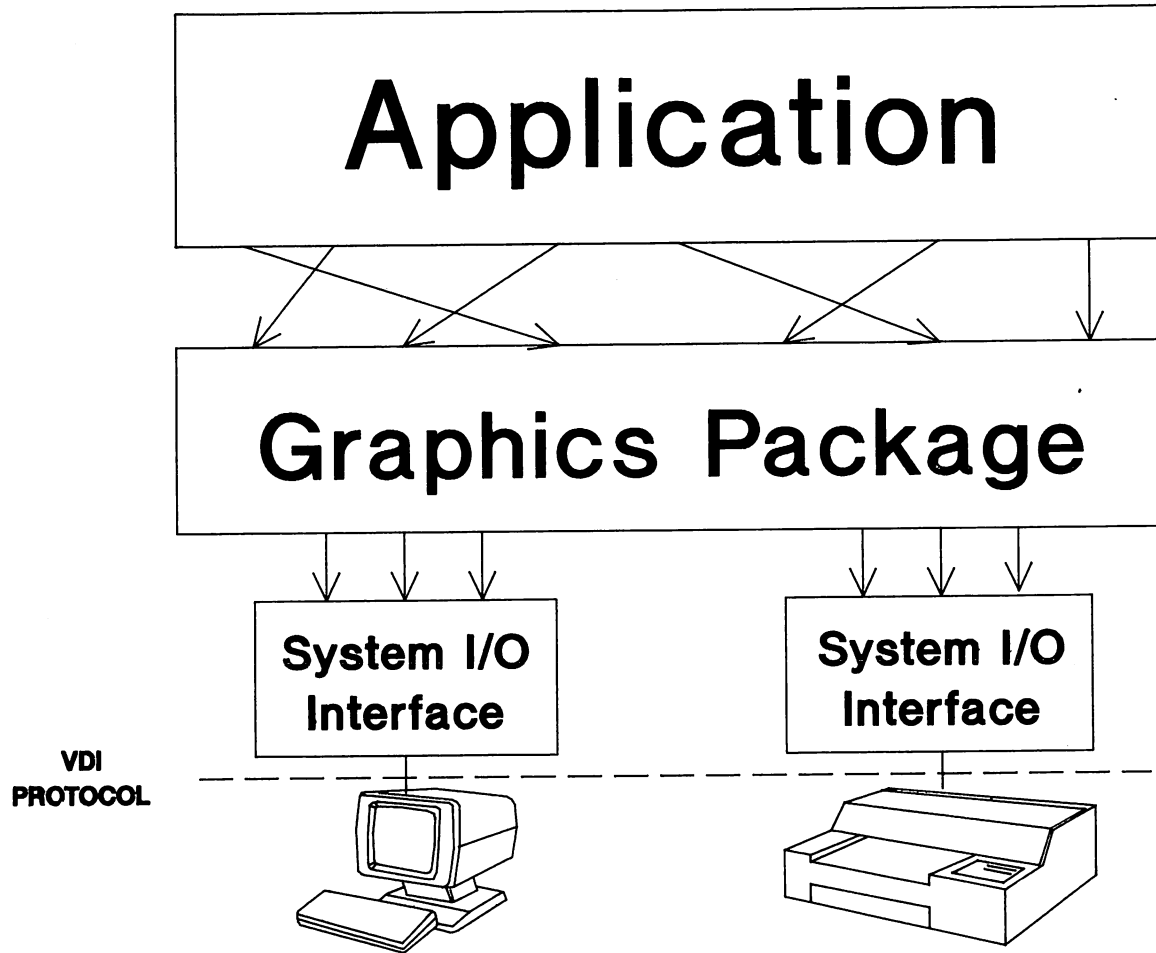 Application
Graphics Package
System I/O
Interface
System I/O
Interface
VDI
PROTOCOL